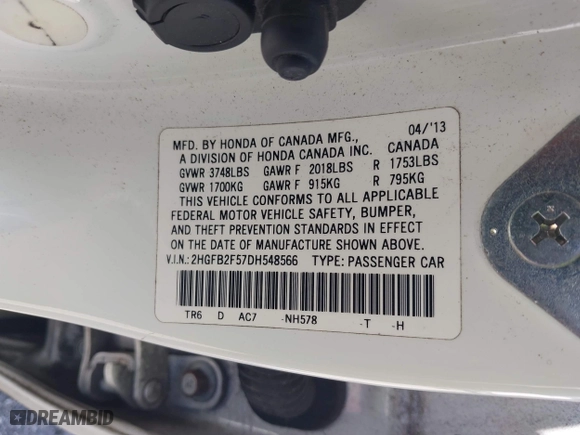 MFD. BY HONDA OF CANADA MFG., 04/'13
A DIVISION OF HONDA CANADA INC. CANADA
GVWR 3748LBS GAWR F 2018LBS R 1753LBS
GVWR 1700KG GAWR F 915KG R 795KG
THIS VEHICLE CONFORMS TO ALL APPLICABLE
FEDERAL MOTOR VEHICLE SAFETY, BUMPER,
AND THEFT PREVENTION STANDARDS IN EFFECT
ON THE DATE OF MANUFACTURE SHOWN ABOVE.
V.I.N.: 2HGFB2F57DH548566 TYPE: PASSENGER CAR
TR6 D AC7 -NH578 -T -H
DREAMBID